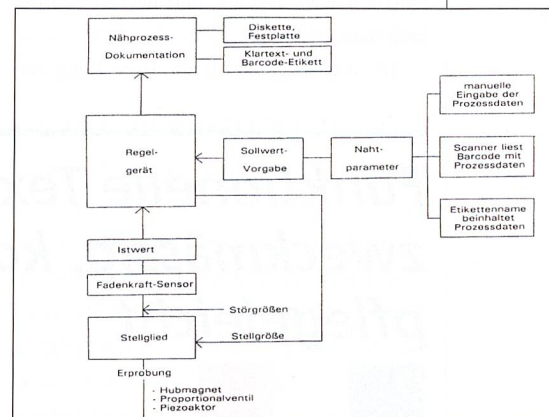 Nähprozess-
Dokumentation
Diskette,
Festplatte
Klartext- und
Barcode-Etikett
Regel-
gerät
Sollwert-
Vorgabe
Naht-
parameter
manuelle
Eingabe der
Prozessdaten
Scanner liest
Barcode mit
Prozessdaten
Etikettenname
beinhaltet
Prozessdaten
Istwert
Fadenkraft-Sensor
Störgrößen
Stellglied
Stellgröße
Erprobung
- Hubmagnet
- Proportionalventil
- Piezoaktor